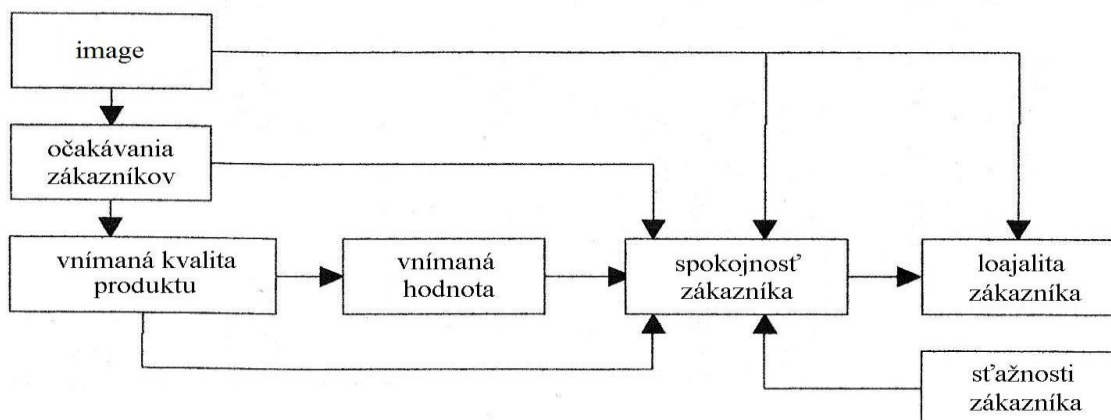 image
očakávania
zákazníkov
vnímaná kvalita
produktu
vnímaná
hodnota
spokojnosť
zákazníka
loajalita
zákazníka
sťažnosti
zákazníka